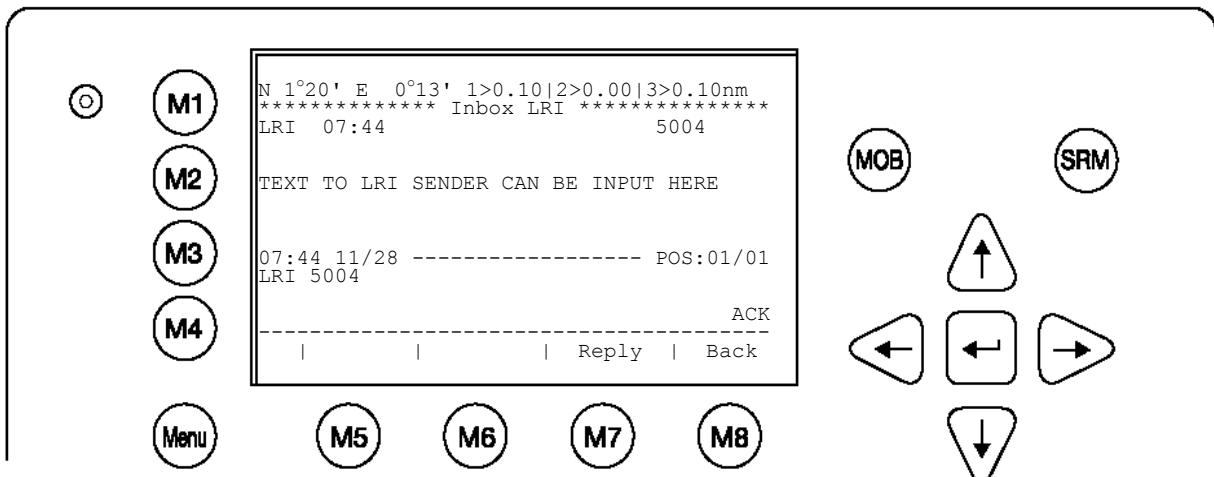 N 1°20' E 0°13' 1>0.10|2>0.00|3>0.10nm
************** Inbox LRI ***************
LRI 07:44 5004
TEXT TO LRI SENDER CAN BE INPUT HERE
07:44 11/28 ------------------ POS:01/01
LRI 5004
ACK
-----------------------------------------
| | | Reply | Back
M1
M2
M3
M4
Menu
M5 M6 M7 M8
MOB SRM